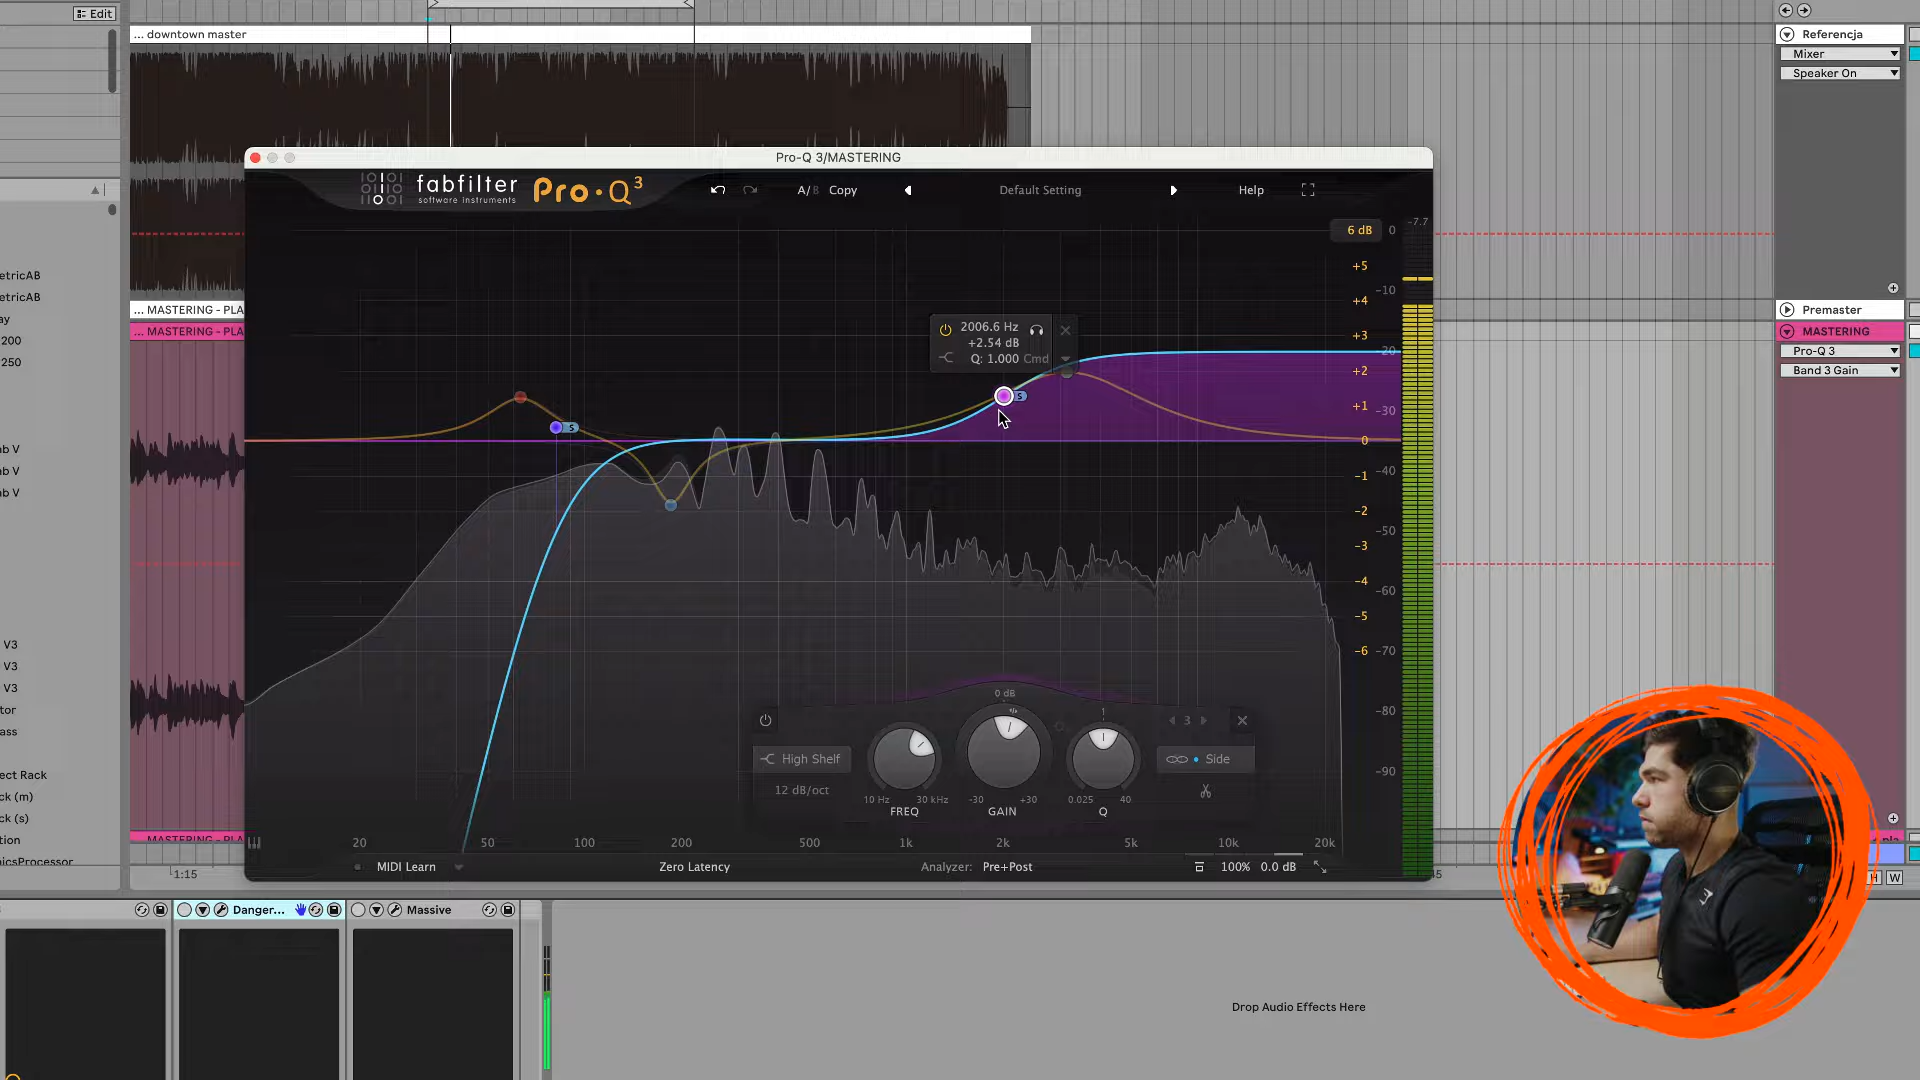 Edit
... downtown master
Referencja
Mixer
Speaker On
Pro-Q 3/MASTERING
fabfilter
software instruments
Pro·Q3
A/B Copy
Default Setting
Help
6 dB
0
-7.7
+5
-10
+4
+3
-20
+2
+1
-30
0
-1
-40
-2
-50
-3
-4
-60
-5
-6
-70
-80
-90
2006.6 Hz
+2.54 dB
Q: 1.000 Cmd
s
s
etricAB
etricAB
ay
200
250
ab V
ab V
ab V
V3
V3
V3
tor
ass
ect Rack
ck (m)
ck (s)
tion
nicsProcessor
... MASTERING - PLA
MASTERING - PLA
MASTERING - PLA
Premaster
MASTERING
Pro-Q 3
Band 3 Gain
0 dB
3
High Shelf
12 dB/oct
10 Hz 30 kHz
FREQ
-30 +30
GAIN
0.025 40
Q
Side
20 50 100 200 500 1k 2k 5k 10k 20k
MIDI Learn
Zero Latency
Analyzer: Pre+Post
100% 0.0 dB
1:15
H W
Danger...
Massive
Drop Audio Effects Here